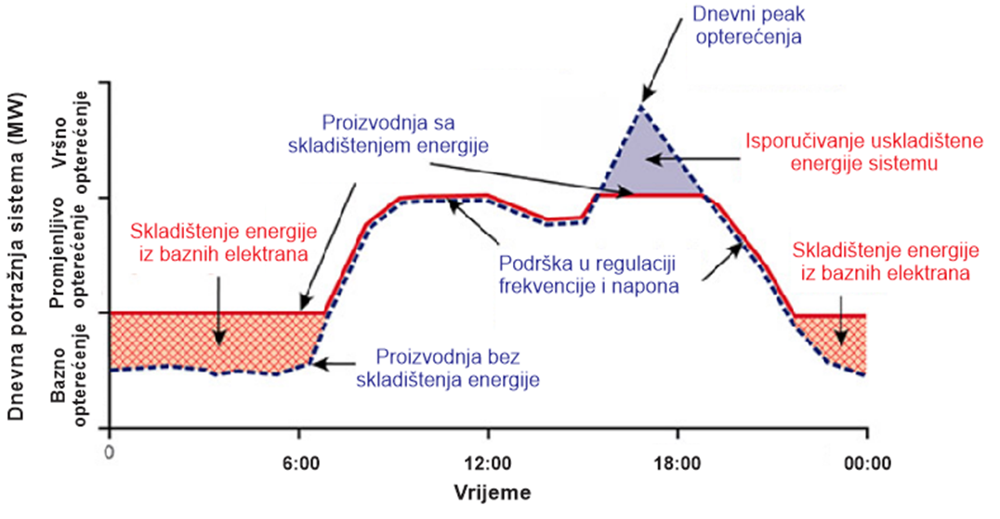 Dnevni peak
opterećenja
Proizvodnja sa
skladištenjem energije
Isporučivanje uskladištene
energije sistemu
Skladištenje energije
iz baznih elektrana
Podrška u regulaciji
frekvencije i napona
Skladištenje energije
iz baznih elektrana
Proizvodnja bez
skladištenja energije
Dnevna potražnja sistema (MW)
Vršno
opterećenje
Promjenljivo
opterećenje
Bazno
opterećenje
0
6:00
12:00
18:00
00:00
Vrijeme